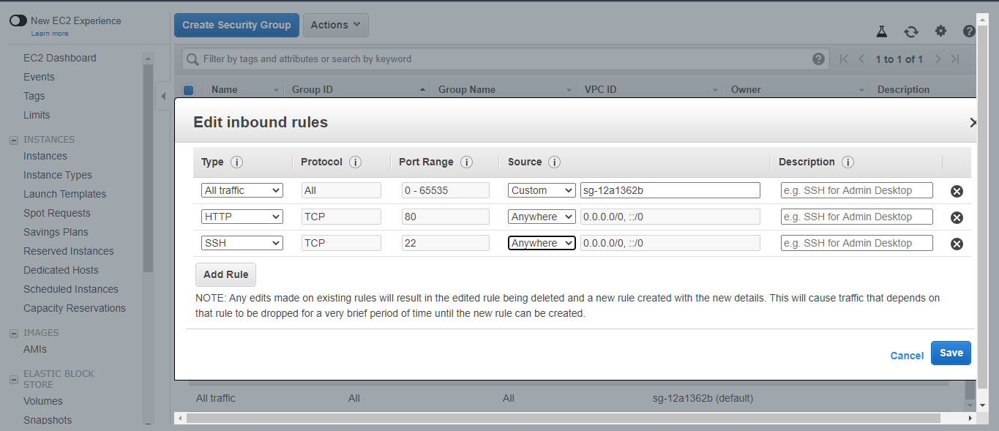 New EC2 Experience
Learn more
EC2 Dashboard
Events
Tags
Limits
INSTANCES
Instances
Instance Types
Launch Templates
Spot Requests
Savings Plans
Reserved Instances
Dedicated Hosts
Scheduled Instances
Capacity Reservations
IMAGES
AMIs
ELASTIC BLOCK
STORE
Volumes
Snapshots
Create Security Group Actions
Filter by tags and attributes or search by keyword 1 to 1 of 1
Name Group ID Group Name VPC ID Owner Description
Edit inbound rules
Type Protocol Port Range Source Description
All traffic All 0 - 65535 Custom sg-12a1362b e.g. SSH for Admin Desktop
HTTP TCP 80 Anywhere 0.0.0.0/0, ::/0 e.g. SSH for Admin Desktop
SSH TCP 22 Anywhere 0.0.0.0/0, ::/0 e.g. SSH for Admin Desktop
Add Rule
NOTE: Any edits made on existing rules will result in the edited rule being deleted and a new rule created with the new details. This will cause traffic that depends on
that rule to be dropped for a very brief period of time until the new rule can be created.
Cancel Save
All traffic All All sg-12a1362b (default)